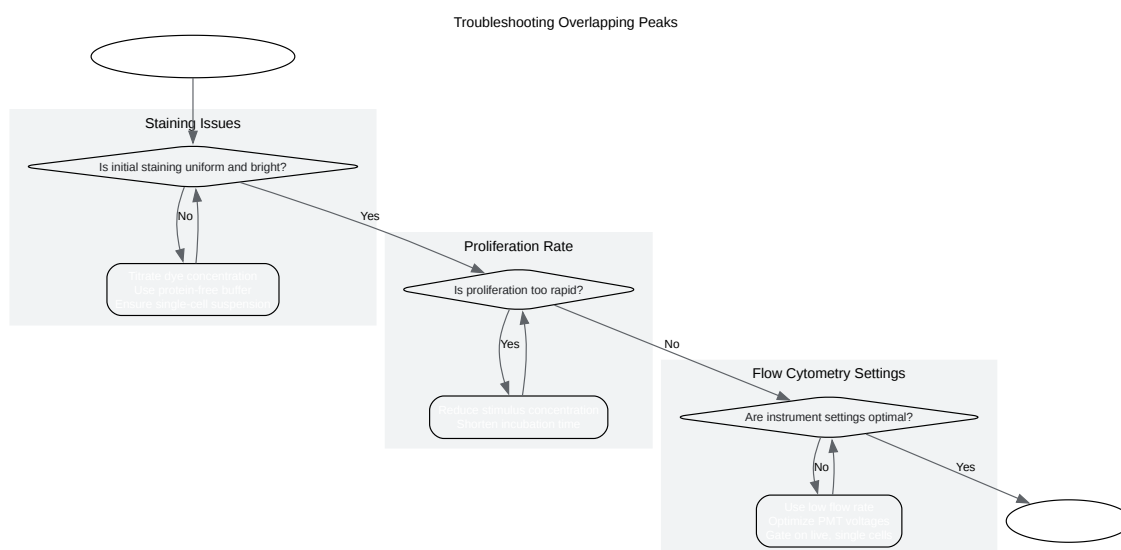 Troubleshooting Overlapping Peaks
Staining Issues
Is initial staining uniform and bright?
No
Yes
Titrate dye concentration
Use protein-free buffer
Ensure single-cell suspension
Proliferation Rate
Is proliferation too rapid?
Yes
No
Reduce stimulus concentration
Shorten incubation time
Flow Cytometry Settings
Are instrument settings optimal?
No
Yes
Use low flow rate
Optimize PMT voltages
Gate on live, single cells